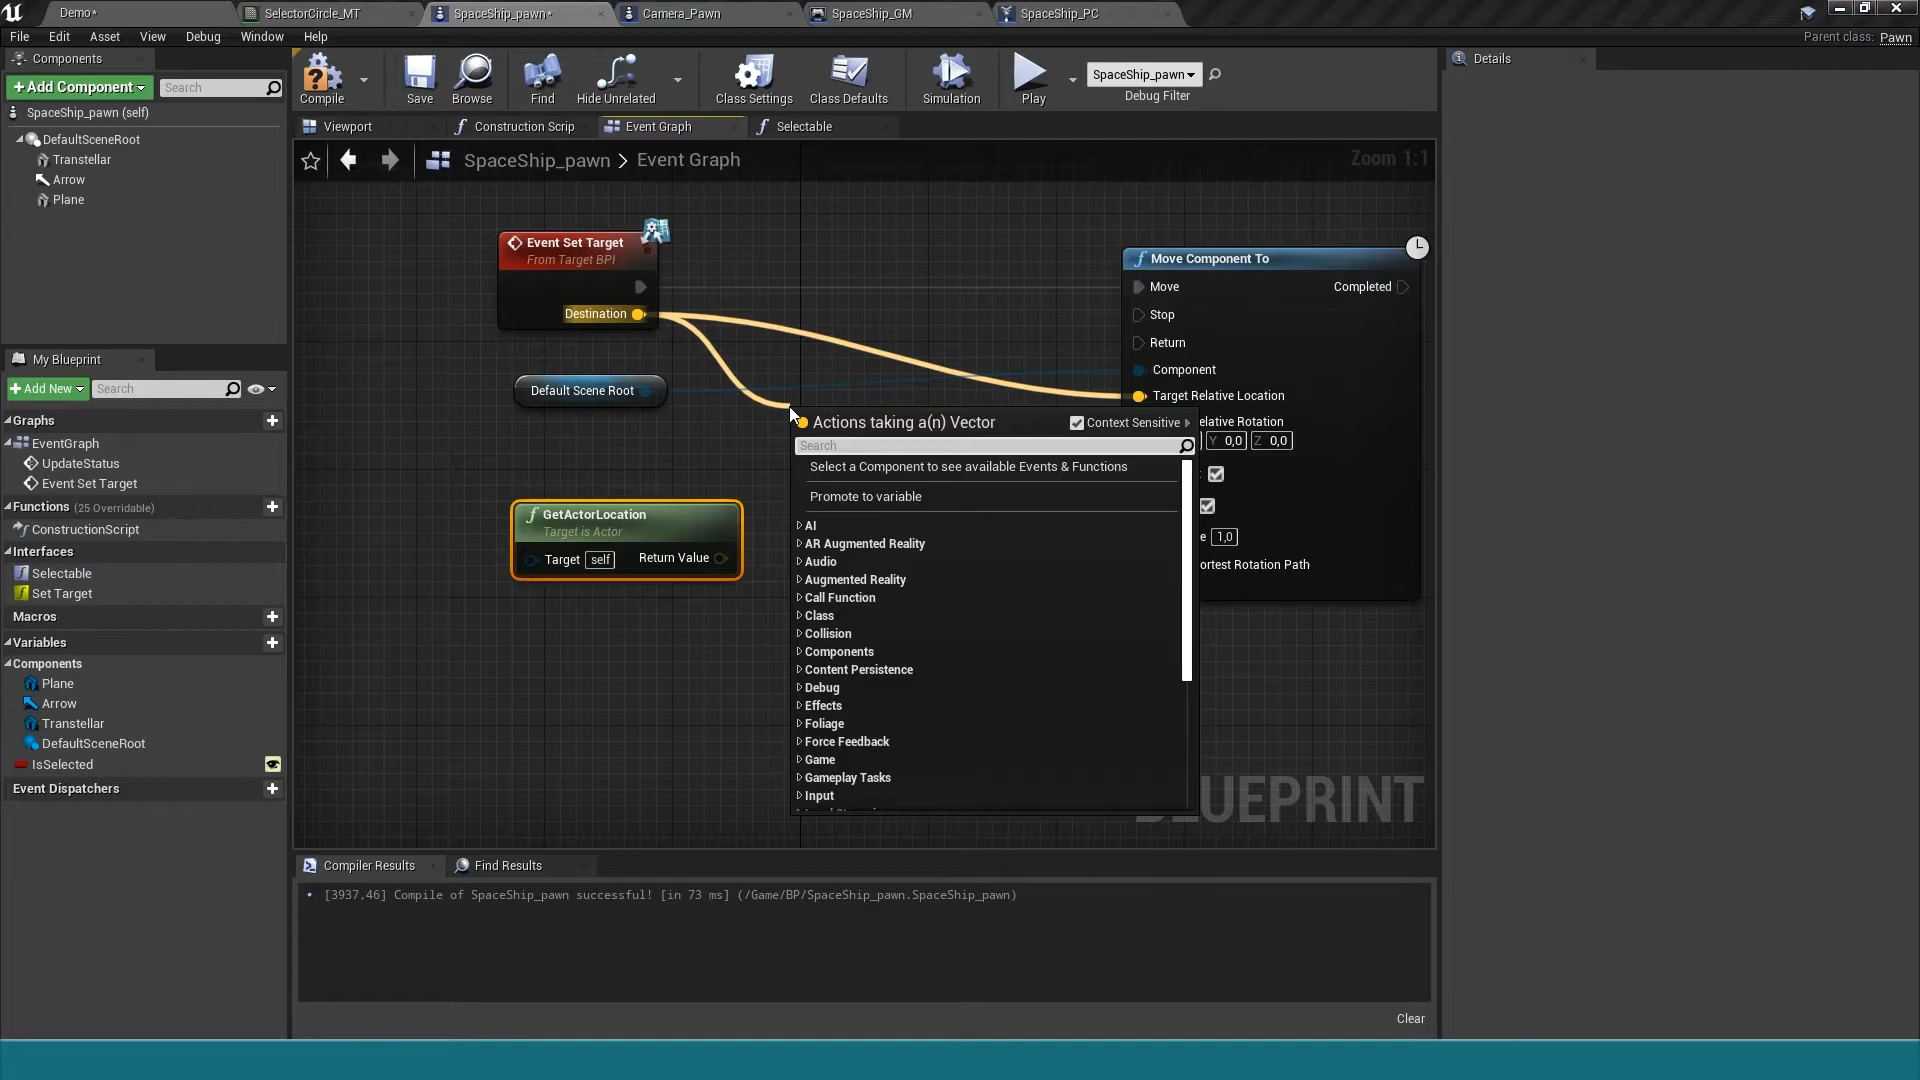 Demo*
SelectorCircle_MT
SpaceShip_pawn*
Camera_Pawn
SpaceShip_GM
SpaceShip_PC
File Edit Asset View Debug Window Help
Parent class: Pawn
Components
+Add Component
Search
SpaceShip_pawn (self)
DefaultSceneRoot
Transtellar
Arrow
Plane
Compile
Save
Browse
Find
Hide Unrelated
Class Settings
Class Defaults
Simulation
Play
SpaceShip_pawn
Debug Filter
Details
Viewport
Construction Scrip
Event Graph
Selectable
SpaceShip_pawn > Event Graph
Zoom 1:1
Event Set Target
From Target BPI
Destination
Default Scene Root
GetActorLocation
Target is Actor
Target self
Return Value
Move Component To
Move
Completed
Stop
Return
Component
Target Relative Location
elative Rotation
Y 0,0 Z 0,0
e 1,0
ortest Rotation Path
Actions taking a(n) Vector
Context Sensitive
Search
Select a Component to see available Events & Functions
Promote to variable
AI
AR Augmented Reality
Audio
Augmented Reality
Call Function
Class
Collision
Components
Content Persistence
Debug
Effects
Foliage
Force Feedback
Game
Gameplay Tasks
Input
BLUEPRINT
My Blueprint
+Add New
Search
Graphs
EventGraph
UpdateStatus
Event Set Target
Functions (25 Overridable)
ConstructionScript
Interfaces
Selectable
Set Target
Macros
Variables
Components
Plane
Arrow
Transtellar
DefaultSceneRoot
IsSelected
Event Dispatchers
Compiler Results
Find Results
[3937,46] Compile of SpaceShip_pawn successful! [in 73 ms] (/Game/BP/SpaceShip_pawn.SpaceShip_pawn)
Clear